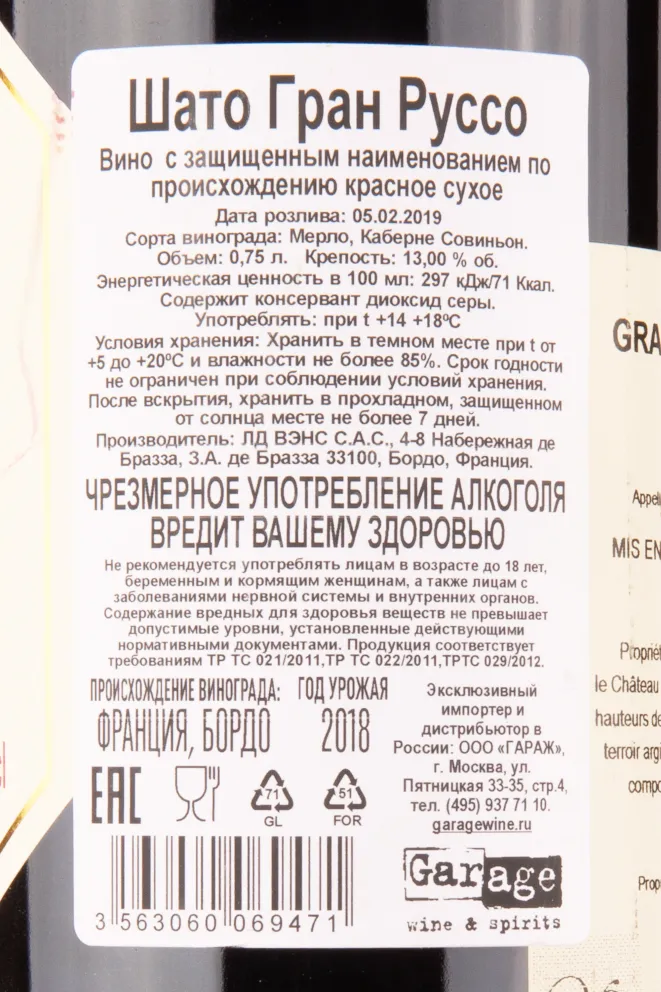 Шато Гран Руссо
Вино с защищенным наименованием по
происхождению красное сухое
Дата розлива: 05.02.2019
Сорта винограда: Мерло, Каберне Совиньон.
Объем: 0,75 л. Крепость: 13,00 % об.
Энергетическая ценность в 100 мл: 297 кДж/71 Ккал.
Содержит консервант диоксид серы.
Употреблять: при t +14 +18ºC
Условия хранения: Хранить в темном месте при t от
+5 до +20ºC и влажности не более 85%. Срок годности
не ограничен при соблюдении условий хранения.
После вскрытия, хранить в прохладном, защищенном
от солнца месте не более 7 дней.
Производитель: ЛД ВЭНС С.А.С., 4-8 Набережная де
Бразза, З.А. де Бразза 33100, Бордо, Франция.
ЧРЕЗМЕРНОЕ УПОТРЕБЛЕНИЕ АЛКОГОЛЯ
ВРЕДИТ ВАШЕМУ ЗДОРОВЬЮ
Не рекомендуется употреблять лицам в возрасте до 18 лет,
беременным и кормящим женщинам, а также лицам с
заболеваниями нервной системы и внутренних органов.
Содержание вредных для здоровья веществ не превышает
допустимые уровни, установленные действующими
нормативными документами. Продукция соответствует
требованиям ТР ТС 021/2011,ТР ТС 022/2011,ТРТС 029/2012.
ПРОИСХОЖДЕНИЕ ВИНОГРАДА:
ФРАНЦИЯ, БОРДО
ГОД УРОЖАЯ
2018
EAC
71
GL
51
FOR
3 563060 069471
Эксклюзивный
импортер и
дистрибьютор в
России: ООО «ГАРАЖ»,
г. Москва, ул.
Пятницкая 33-35, стр.4,
тел. (495) 937 71 10.
garagewine.ru
Garage
wine & spirits
GRA
Appel
MIS EN
Proprié
le Château
hauteurs de
terroir argi
compo
Prop